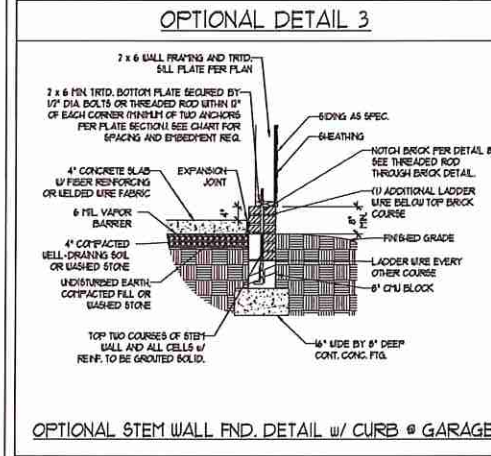 OPTIONAL DETAIL 3
2 x 6 WALL FRAMING AND TRTD.
SILL PLATE PER PLAN
2 x 6 MIN. TRTD. BOTTOM PLATE SECURED BY
1/2" DIA. BOLTS OR THREADED ROD WITHIN 12"
OF EACH CORNER (MINIMUM OF TWO ANCHORS
PER PLATE SECTION). SEE CHART FOR
SPACING AND EMBEDMENT REQ.
4" CONCRETE SLAB
W/ FIBER REINFORCING
OR WELDED WIRE FABRIC
EXPANSION
JOINT
4"
6 MIL VAPOR
BARRIER
4" COMPACTED
WELL-DRAINING SOIL
OR WASHED STONE
UNDISTURBED EARTH,
COMPACTED FILL OR
WASHED STONE
TOP TWO COURSES OF STEM
WALL AND ALL CELLS w/
REINF. TO BE GROUTED SOLID.
SIDING AS SPEC.
SHEATHING
NOTCH BRICK PER DETAIL 8
SEE THREADED ROD
THROUGH BRICK DETAIL.
(1) ADDITIONAL LADDER
WIRE BELOW TOP BRICK
COURSE
8"
MIN.
FINISHED GRADE
LADDER WIRE EVERY
OTHER COURSE
8" CMU BLOCK
16" WIDE BY 8" DEEP
CONT. CONC. FTG.
OPTIONAL STEM WALL FND. DETAIL w/ CURB @ GARAGE